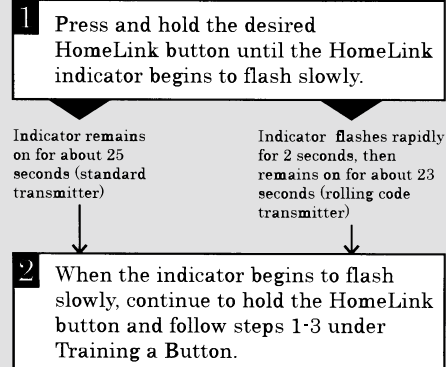 1
Press and hold the desired
HomeLink button until the HomeLink
indicator begins to flash slowly.
Indicator remains
on for about 25
seconds (standard
transmitter)
Indicator flashes rapidly
for 2 seconds, then
remains on for about 23
seconds (rolling code
transmitter)
2
When the indicator begins to flash
slowly, continue to hold the HomeLink
button and follow steps 1-3 under
Training a Button.